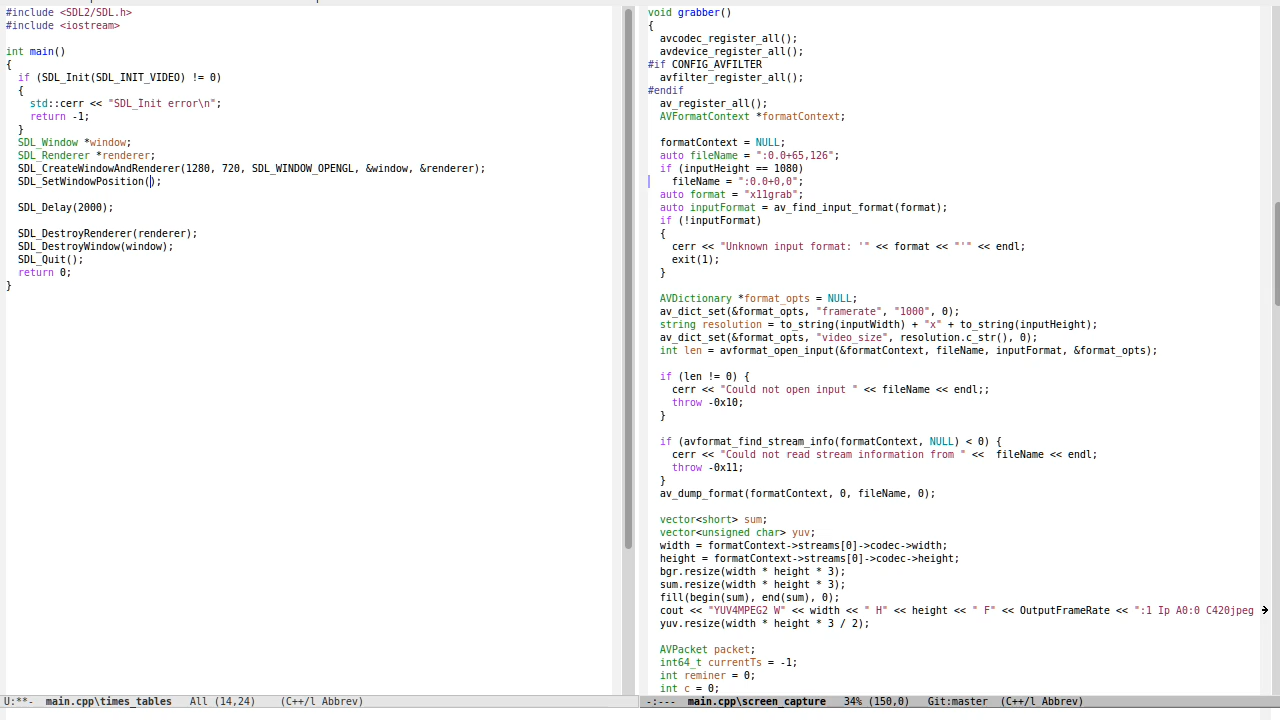 #include <SDL2/SDL.h>
#include <iostream>

int main()
{
  if (SDL_Init(SDL_INIT_VIDEO) != 0)
  {
    std::cerr << "SDL_Init error\n";
    return -1;
  }
  SDL_Window *window;
  SDL_Renderer *renderer;
  SDL_CreateWindowAndRenderer(1280, 720, SDL_WINDOW_OPENGL, &window, &renderer);
  SDL_SetWindowPosition();

  SDL_Delay(2000);

  SDL_DestroyRenderer(renderer);
  SDL_DestroyWindow(window);
  SDL_Quit();
  return 0;
}
U:**-  main.cpp\times_tables   All (14,24)    (C++/l Abbrev)
void grabber()
{
  avcodec_register_all();
  avdevice_register_all();
#if CONFIG_AVFILTER
  avfilter_register_all();
#endif
  av_register_all();
  AVFormatContext *formatContext;

  formatContext = NULL;
  auto fileName = ":0.0+65,126";
  if (inputHeight == 1080)
    fileName = ":0.0+0,0";
  auto format = "x11grab";
  auto inputFormat = av_find_input_format(format);
  if (!inputFormat)
  {
    cerr << "Unknown input format: '" << format << "'" << endl;
    exit(1);
  }

  AVDictionary *format_opts = NULL;
  av_dict_set(&format_opts, "framerate", "1000", 0);
  string resolution = to_string(inputWidth) + "x" + to_string(inputHeight);
  av_dict_set(&format_opts, "video_size", resolution.c_str(), 0);
  int len = avformat_open_input(&formatContext, fileName, inputFormat, &format_opts);

  if (len != 0) {
    cerr << "Could not open input " << fileName << endl;;
    throw -0x10;
  }

  if (avformat_find_stream_info(formatContext, NULL) < 0) {
    cerr << "Could not read stream information from " <<  fileName << endl;
    throw -0x11;
  }
  av_dump_format(formatContext, 0, fileName, 0);

  vector<short> sum;
  vector<unsigned char> yuv;
  width = formatContext->streams[0]->codec->width;
  height = formatContext->streams[0]->codec->height;
  bgr.resize(width * height * 3);
  sum.resize(width * height * 3);
  fill(begin(sum), end(sum), 0);
  cout << "YUV4MPEG2 W" << width << " H" << height << " F" << OutputFrameRate << ":1 Ip A0:0 C420jpeg
  yuv.resize(width * height * 3 / 2);

  AVPacket packet;
  int64_t currentTs = -1;
  int reminer = 0;
  int c = 0;
-:---  main.cpp\screen_capture   34% (150,0)   Git:master  (C++/l Abbrev)